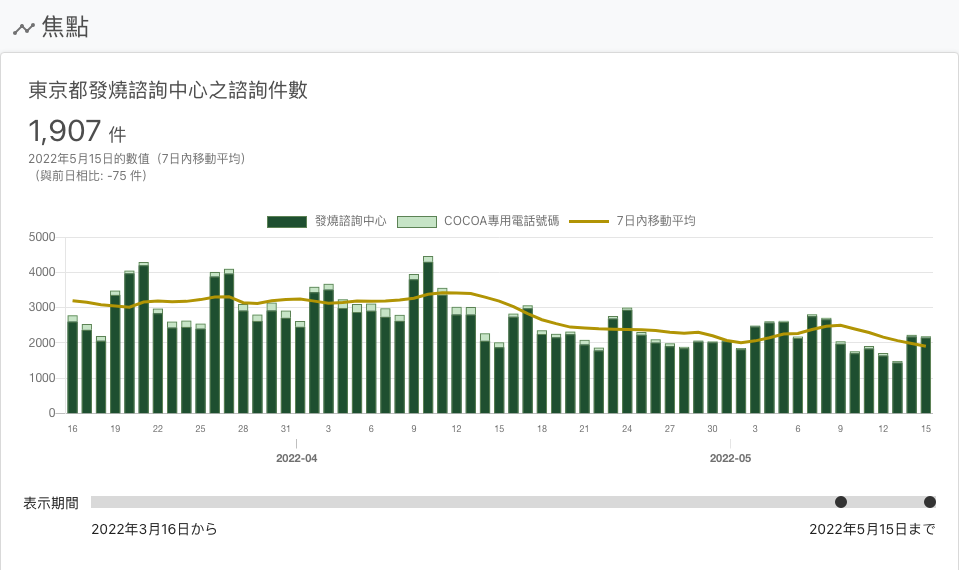 焦點
東京都發燒諮詢中心之諮詢件數
1,907 件
2022年5月15日的數值（7日內移動平均）
（與前日相比: -75 件）
發燒諮詢中心 COCOA專用電話號碼 7日內移動平均
5000
4000
3000
2000
1000
0
16 19 22 25 28 31 3 6 9 12 15 18 21 24 27 30 3 6 9 12 15
2022-04 2022-05
表示期間
2022年3月16日から 2022年5月15日まで